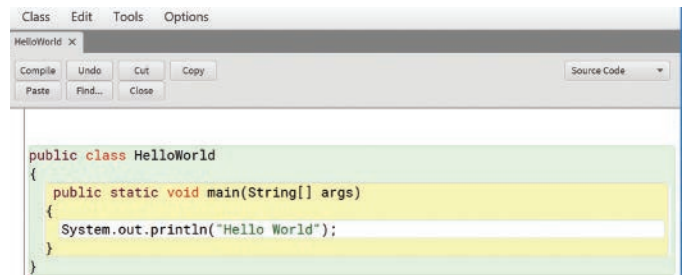 Class Edit Tools Options
HelloWorld ×
Compile Undo Cut Copy Source Code
Paste Find... Close
public class HelloWorld
{
public static void main(String[] args)
{
System.out.println("Hello World");
}
}